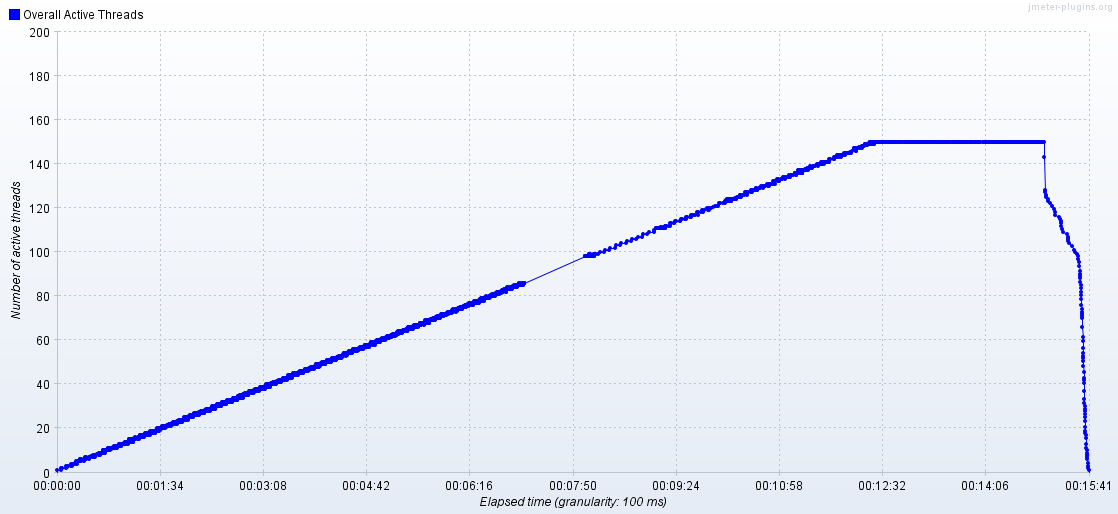 Overall Active Threads
jmeter-plugins.org
200
180
160
140
120
100
80
60
40
20
0
Number of active threads
00:00:00 00:01:34 00:03:08 00:04:42 00:06:16 00:07:50 00:09:24 00:10:58 00:12:32 00:14:06 00:15:41
Elapsed time (granularity: 100 ms)